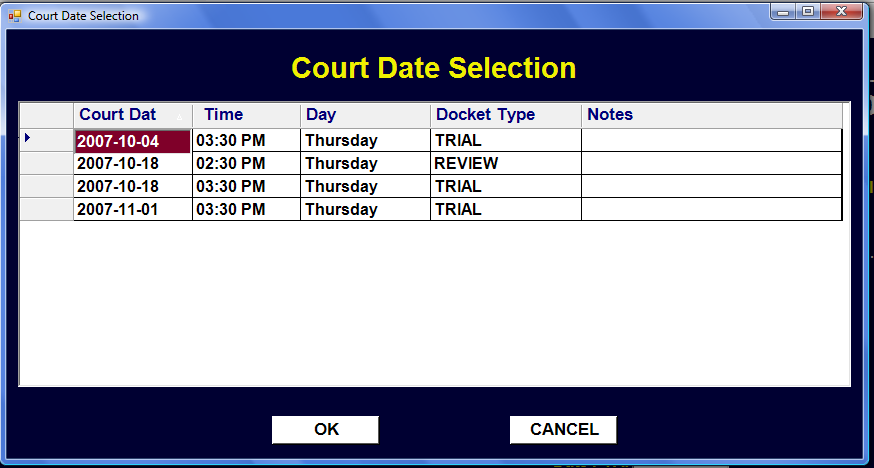 Court Date Selection
Court Date Selection
Court Dat Time Day Docket Type Notes
2007-10-04 03:30 PM Thursday TRIAL
2007-10-18 02:30 PM Thursday REVIEW
2007-10-18 03:30 PM Thursday TRIAL
2007-11-01 03:30 PM Thursday TRIAL
OK CANCEL